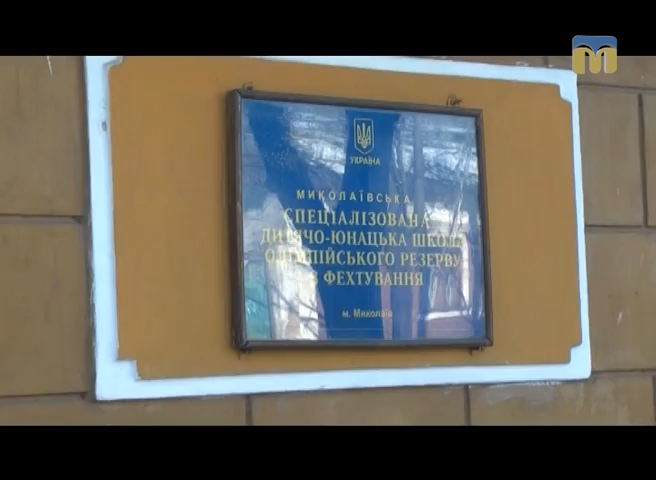 УКРАЇНА
МИКОЛАЇВСЬКА
СПЕЦІАЛІЗОВАНА
ДИТЯЧО-ЮНАЦЬКА ШКОЛА
ОЛІМПІЙСЬКОГО РЕЗЕРВУ
З ФЕХТУВАННЯ
м. Миколаїв